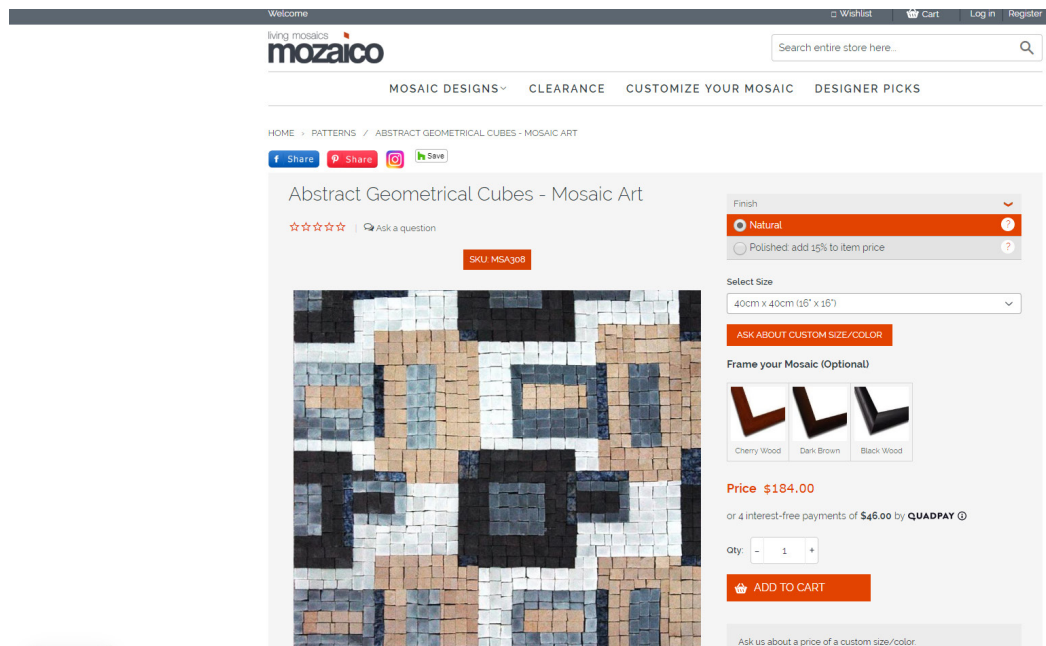 Welcome
Wishlist
Cart
Log in
Register
living mosaics
mozaico
Search entire store here...
MOSAIC DESIGNS
CLEARANCE
CUSTOMIZE YOUR MOSAIC
DESIGNER PICKS
HOME › PATTERNS / ABSTRACT GEOMETRICAL CUBES - MOSAIC ART
f Share
Share
Save
Abstract Geometrical Cubes - Mosaic Art
Ask a question
SKU: MSA308
Finish
Natural ?
Polished: add 15% to item price ?
Select Size
40cm x 40cm (16" x 16")
ASK ABOUT CUSTOM SIZE/COLOR
Frame your Mosaic (Optional)
Cherry Wood
Dark Brown
Black Wood
Price $184.00
or 4 interest-free payments of $46.00 by QUADPAY
Qty: - 1 +
ADD TO CART
Ask us about a price of a custom size/color.